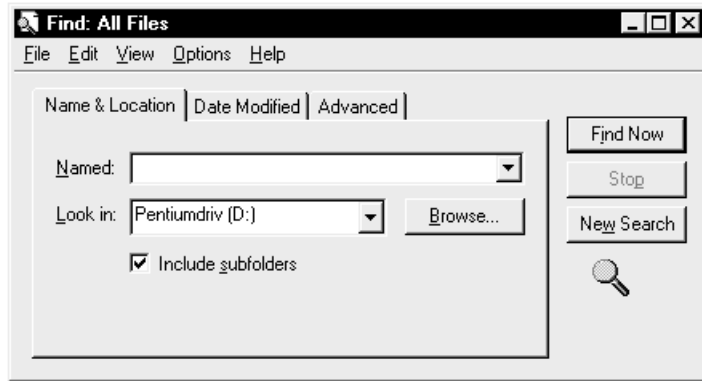 Find: All Files
File Edit View Options Help
Name & Location Date Modified Advanced
Find Now
Named:
Stop
Look in: Pentiumdriv (D:) Browse...
New Search
Include subfolders